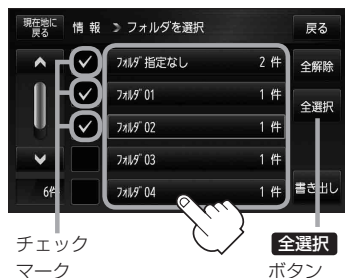 現在地に
戻る
情 報 フォルダを選択
戻る
ﾌｫﾙﾀﾞ 指定なし 2 件
全解除
ﾌｫﾙﾀﾞ 01 1 件
全選択
ﾌｫﾙﾀﾞ 02 1 件
ﾌｫﾙﾀﾞ 03 1 件
6件
ﾌｫﾙﾀﾞ 04 1 件
書き出し
チェック
マーク
全選択
ボタン